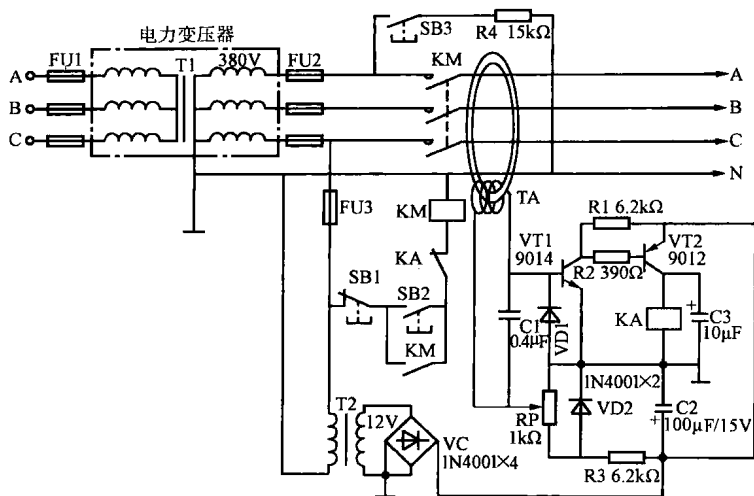 电力变压器
SB3
R4 15kΩ
FU1
T1
380V
FU2
KM
A
A
B
B
C
C
N
FU3
KM
TA
R1 6.2kΩ
VT1
9014
VT2
9012
R2 390Ω
KA
SB1
SB2
KM
C1
0.4μF
VD1
KA
C3
10μF
1N4001×2
T2
12V
VC
1N4001×4
RP
1kΩ
VD2
C2
100μF/15V
R3 6.2kΩ